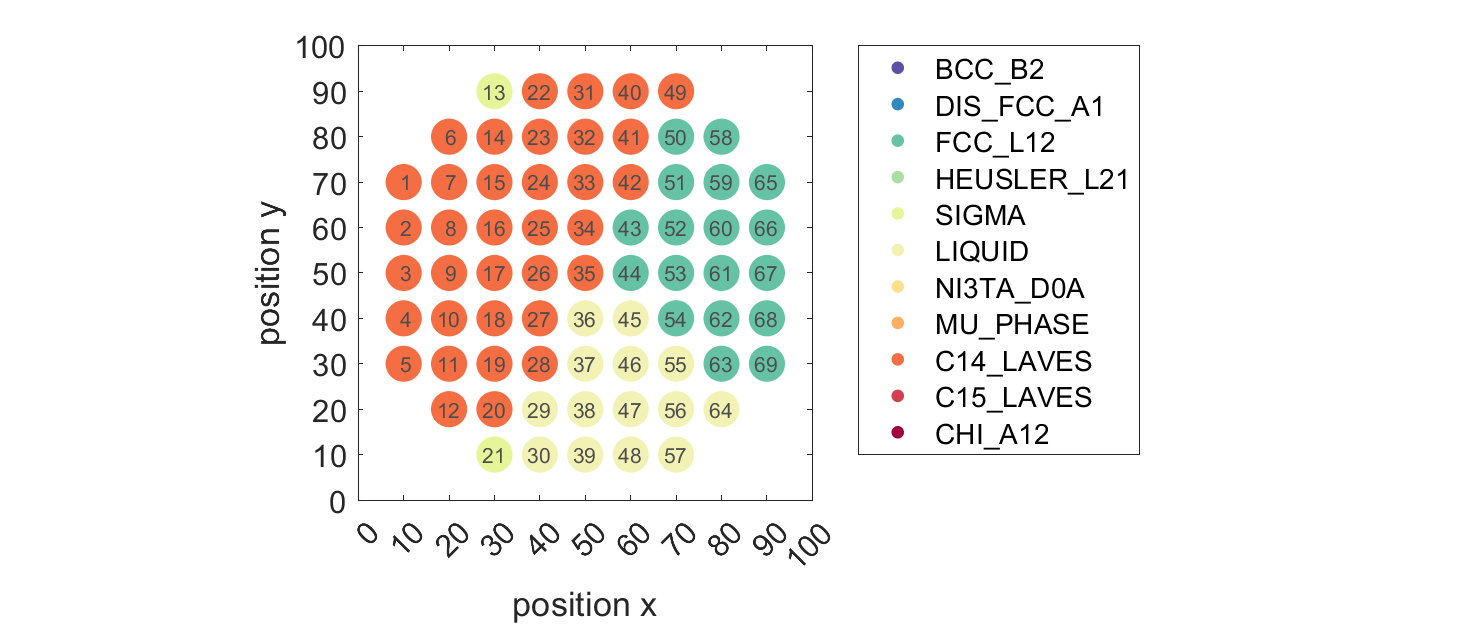 100
90
80
70
60
50
40
30
20
10
0
position y
13 22 31 40 49
6 14 23 32 41 50 58
1 7 15 24 33 42 51 59 65
2 8 16 25 34 43 52 60 66
3 9 17 26 35 44 53 61 67
4 10 18 27 36 45 54 62 68
5 11 19 28 37 46 55 63 69
12 20 29 38 47 56 64
21 30 39 48 57
0 10 20 30 40 50 60 70 80 90 100
position x
BCC_B2
DIS_FCC_A1
FCC_L12
HEUSLER_L21
SIGMA
LIQUID
NI3TA_D0A
MU_PHASE
C14_LAVES
C15_LAVES
CHI_A12